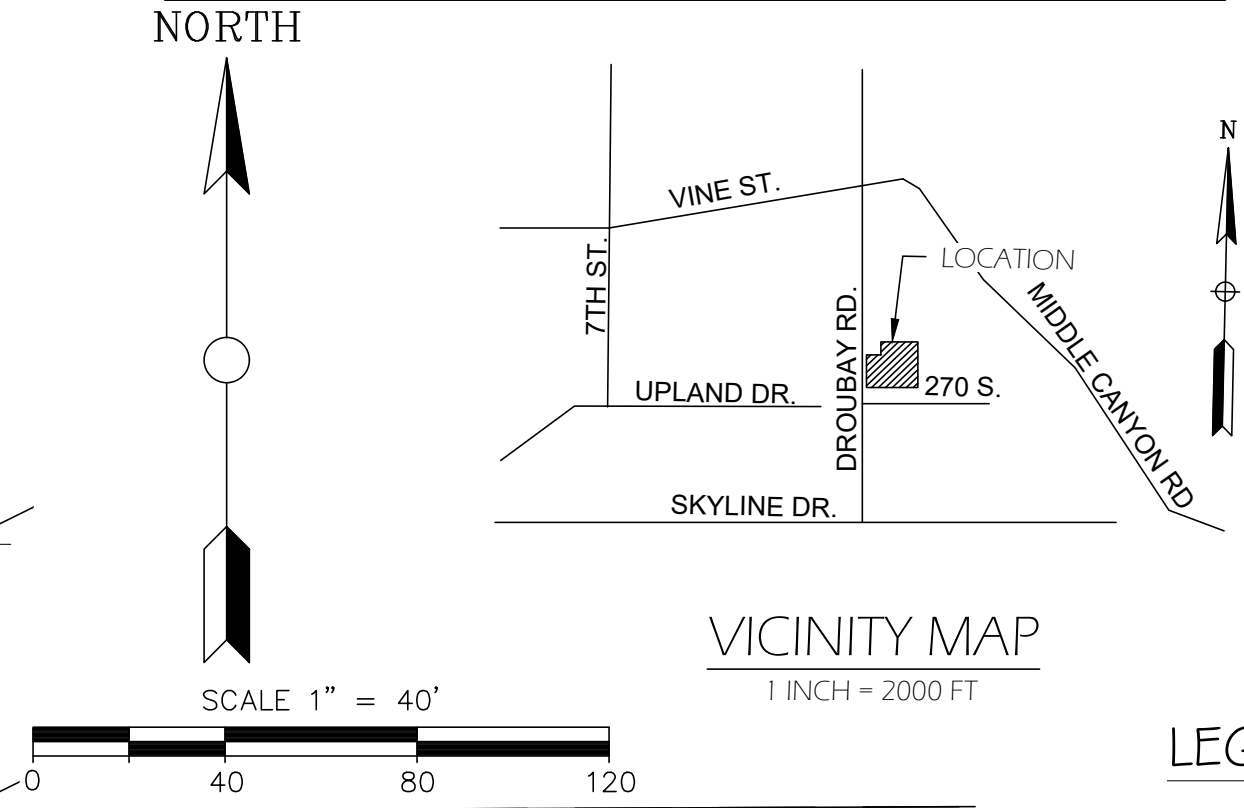 NORTH
N
VINE ST.
7TH ST.
LOCATION
DROUBAY RD.
MIDDLE CANYON RD
UPLAND DR.
270 S.
SKYLINE DR.
VICINITY MAP
1 INCH = 2000 FT
SCALE 1" = 40'
0 40 80 120
LEG